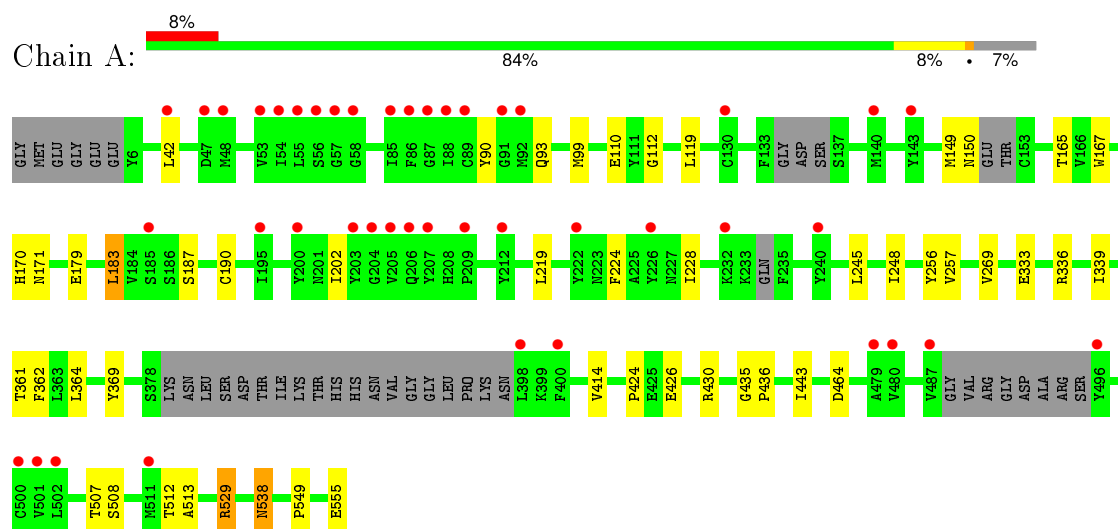 8%
Chain A:
84% 8% • 7%
GLY MET GLU GLY GLU GLU Y6 L42 D47 M48 V53 I54 L55 S56 G57 G58 I85 F86 G87 I88 C89 Y90 G91 M92 Q93 M99 E110 Y111 G112 L119 C130 F133 GLY ASP SER S137 M140 Y143 M149 N150 GLU THR C153 T165 V166 W167
H170 N171 E179 L183 V184 S185 S186 S187 C190 I195 Y200 N201 I202 Y203 G204 V205 Q206 Y207 H208 P209 Y212 L219 Y222 N223 F224 A225 Y226 N227 I228 K232 K233 GLN F235 Y240 L245 I248 Y256 V257 V269 E333 R336 I339
T361 F362 L363 L364 Y369 S378 LYS ASN LEU SER ASP THR ILE LYS THR HIS HIS ASN VAL GLY GLY LEU PRO LYS ASN L398 K399 F400 V414 P424 E425 E426 R430 G435 P436 I443 D464 A479 V480 V487 GLY VAL ARG GLY ASP ALA ARG SER Y496
C500 V501 L502 T507 S508 M511 T512 A513 R529 N538 P549 E555